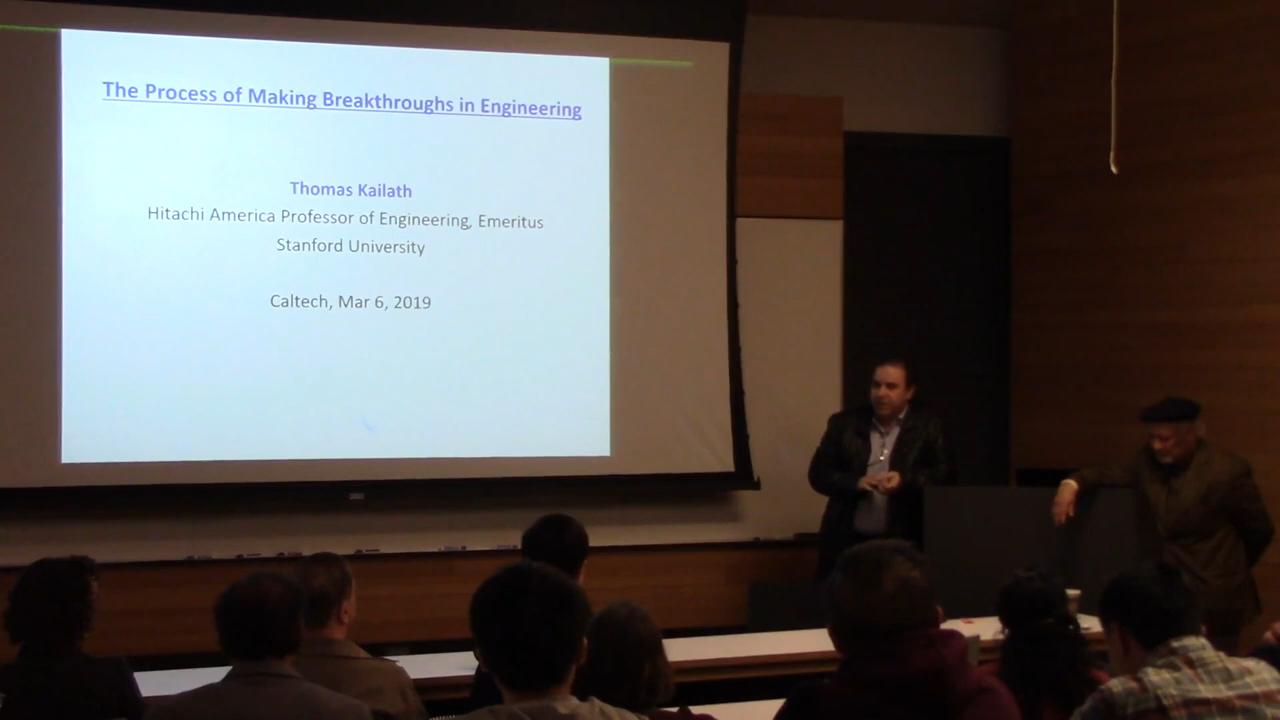 The Process of Making Breakthroughs in Engineering
Thomas Kailath
Hitachi America Professor of Engineering, Emeritus
Stanford University
Caltech, Mar 6, 2019